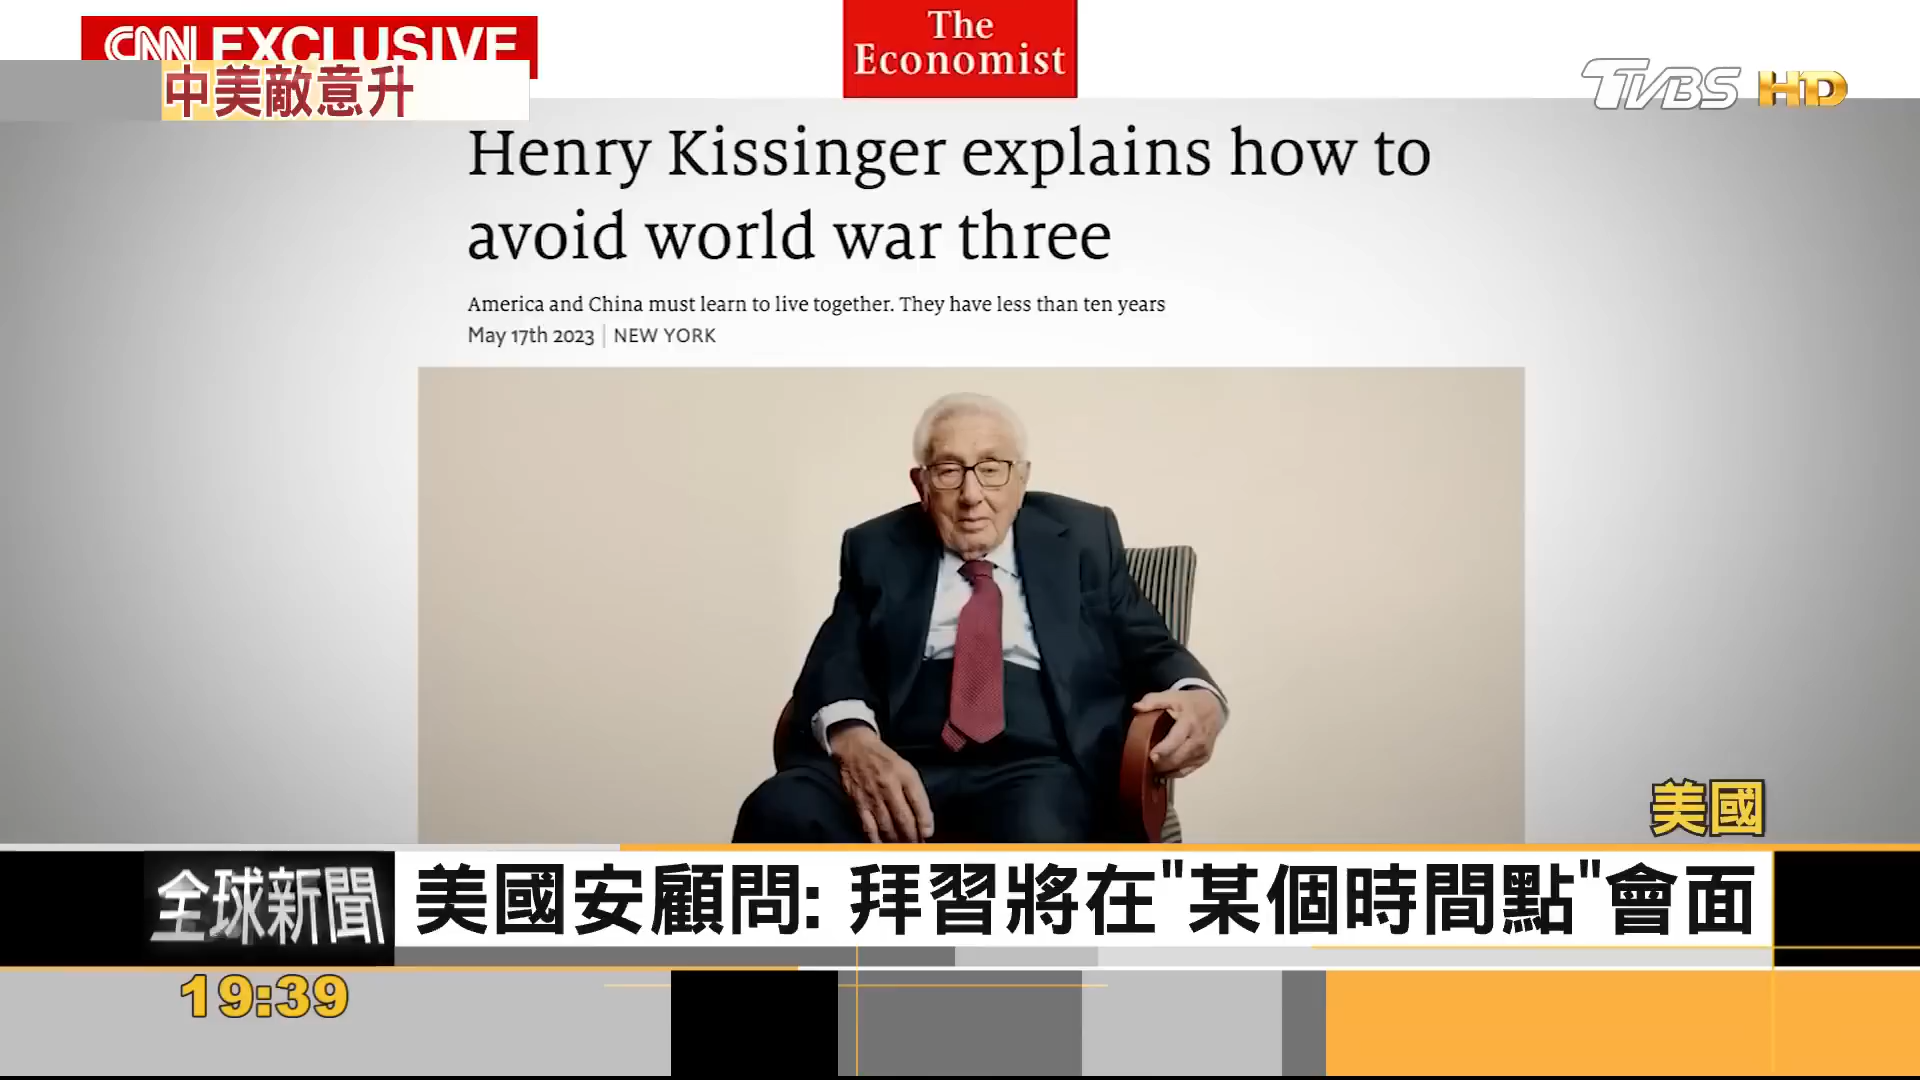 CNN EXCLUSIVE
中美敵意升
The
Economist
TVBS HD
Henry Kissinger explains how to
avoid world war three
America and China must learn to live together. They have less than ten years
May 17th 2023 | NEW YORK
美國
全球新聞
美國安顧問: 拜習將在"某個時間點"會面
19:39